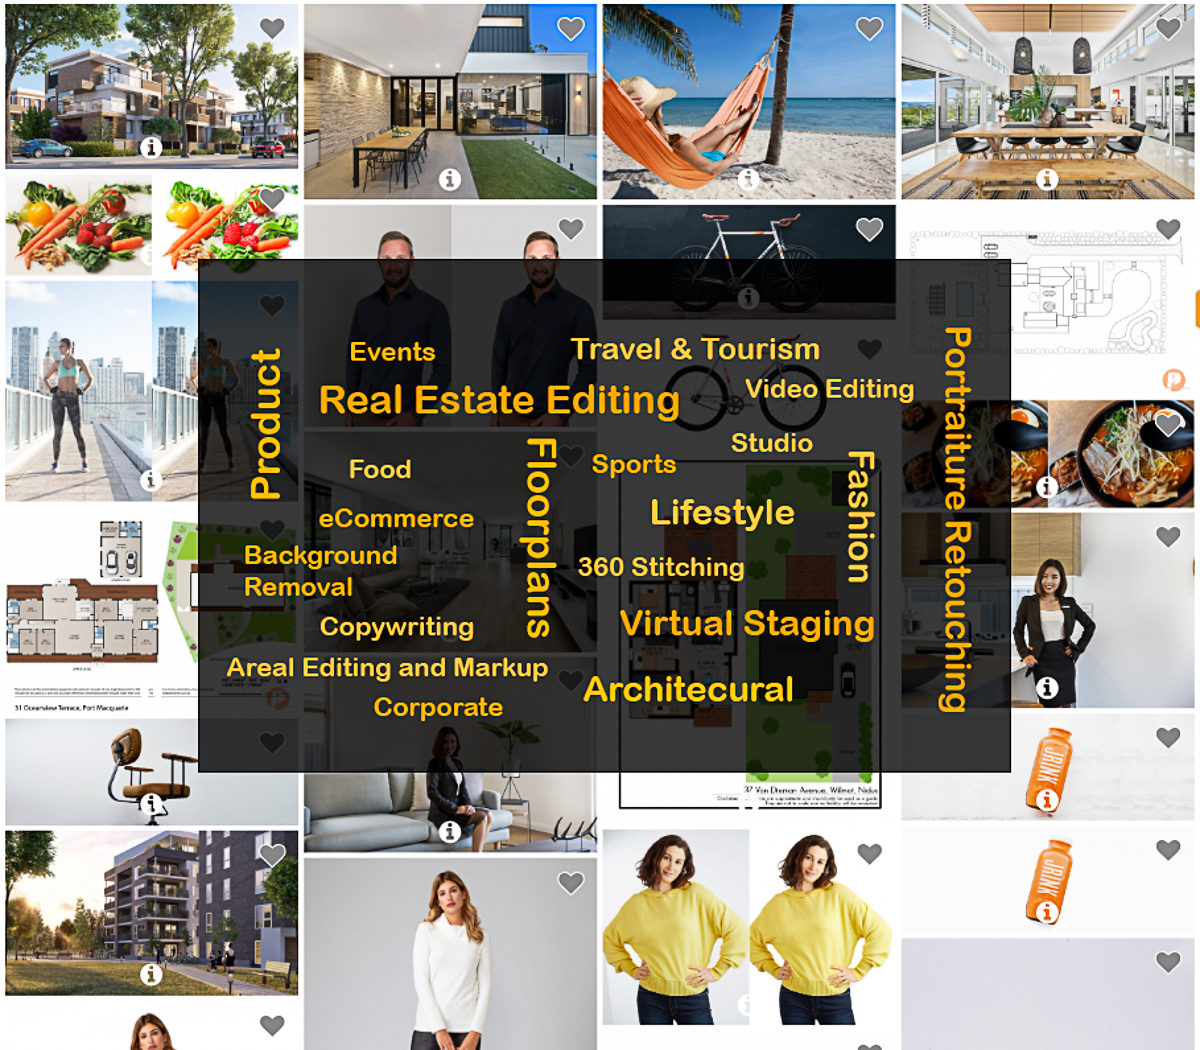 Events
Travel & Tourism
Product
Real Estate Editing
Video Editing
Portraiture Retouching
Studio
Food
Floorplans
Sports
Fashion
eCommerce
Lifestyle
Background
Removal
360 Stitching
Copywriting
Virtual Staging
Areal Editing and Markup
Architecural
Corporate
31 Oceanview Terrace, Port Macquarie
37 Van Dieman Avenue, Wilmot, Nidus
JRINK
JRINK